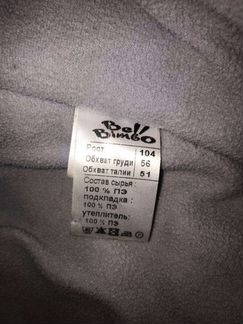 Bell
Bimbo
Рост 104
Обхват груди 56
Обхват талии 51
Состав сырья:
100 % ПЭ
подкладка:
100 % ПЭ
утеплитель:
100 % ПЭ